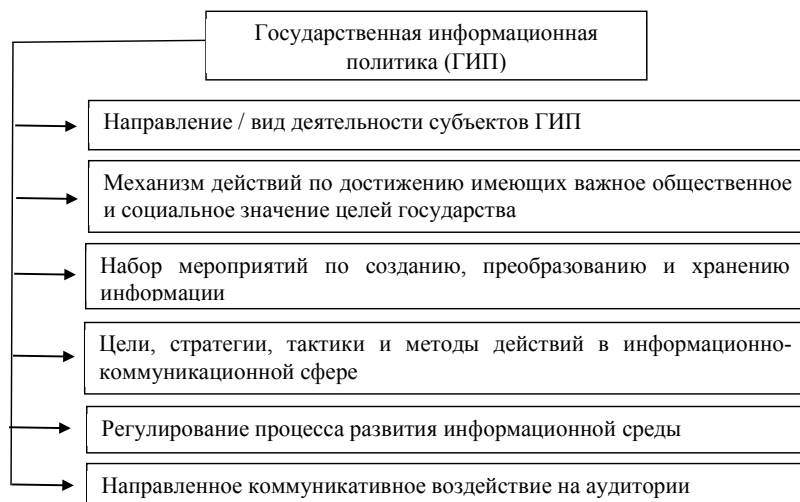 Государственная информационная
политика (ГИП)
Направление / вид деятельности субъектов ГИП
Механизм действий по достижению имеющих важное общественное
и социальное значение целей государства
Набор мероприятий по созданию, преобразованию и хранению
информации
Цели, стратегии, тактики и методы действий в информационно-
коммуникационной сфере
Регулирование процесса развития информационной среды
Направленное коммуникативное воздействие на аудитории